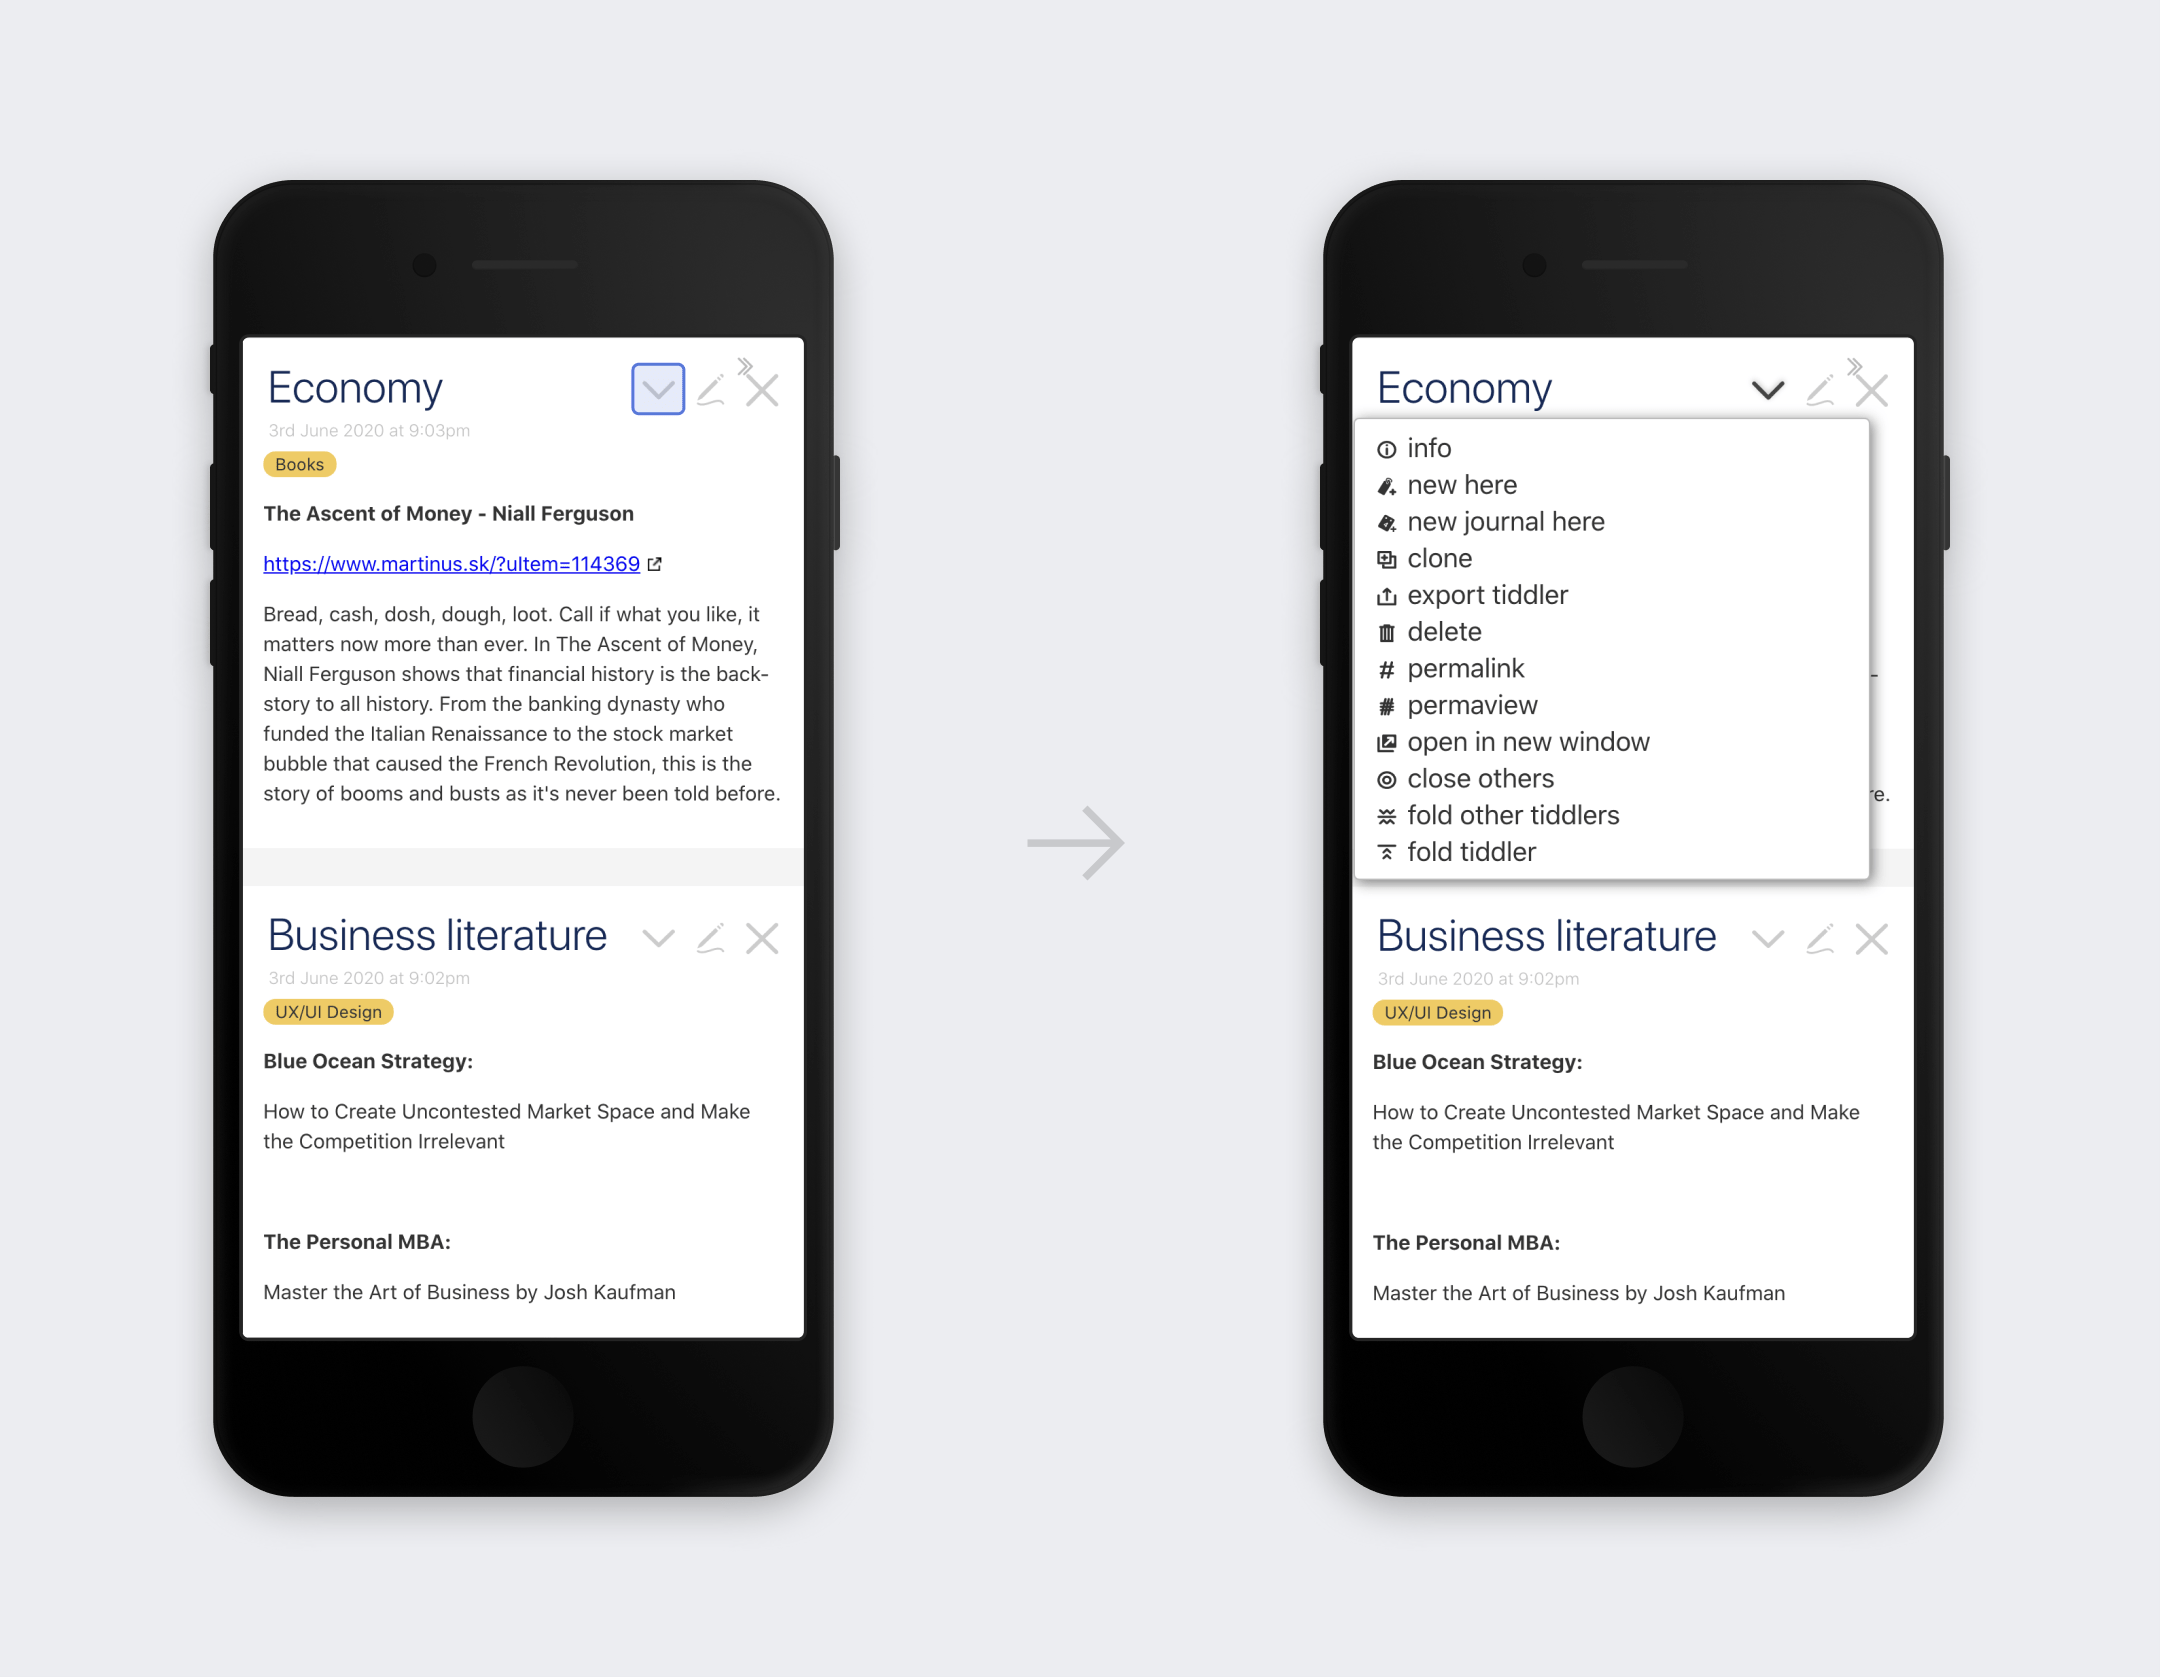 Economy
3rd June 2020 at 9:03pm
Books
The Ascent of Money - Niall Ferguson
https://www.martinus.sk/?uItem=114369
Bread, cash, dosh, dough, loot. Call if what you like, it
matters now more than ever. In The Ascent of Money,
Niall Ferguson shows that financial history is the back-
story to all history. From the banking dynasty who
funded the Italian Renaissance to the stock market
bubble that caused the French Revolution, this is the
story of booms and busts as it's never been told before.
Business literature
3rd June 2020 at 9:02pm
UX/UI Design
Blue Ocean Strategy:
How to Create Uncontested Market Space and Make
the Competition Irrelevant
The Personal MBA:
Master the Art of Business by Josh Kaufman
Economy
info
new here
new journal here
clone
export tiddler
delete
permalink
permaview
open in new window
close others
fold other tiddlers
fold tiddler
-
re.
Business literature
3rd June 2020 at 9:02pm
UX/UI Design
Blue Ocean Strategy:
How to Create Uncontested Market Space and Make
the Competition Irrelevant
The Personal MBA:
Master the Art of Business by Josh Kaufman